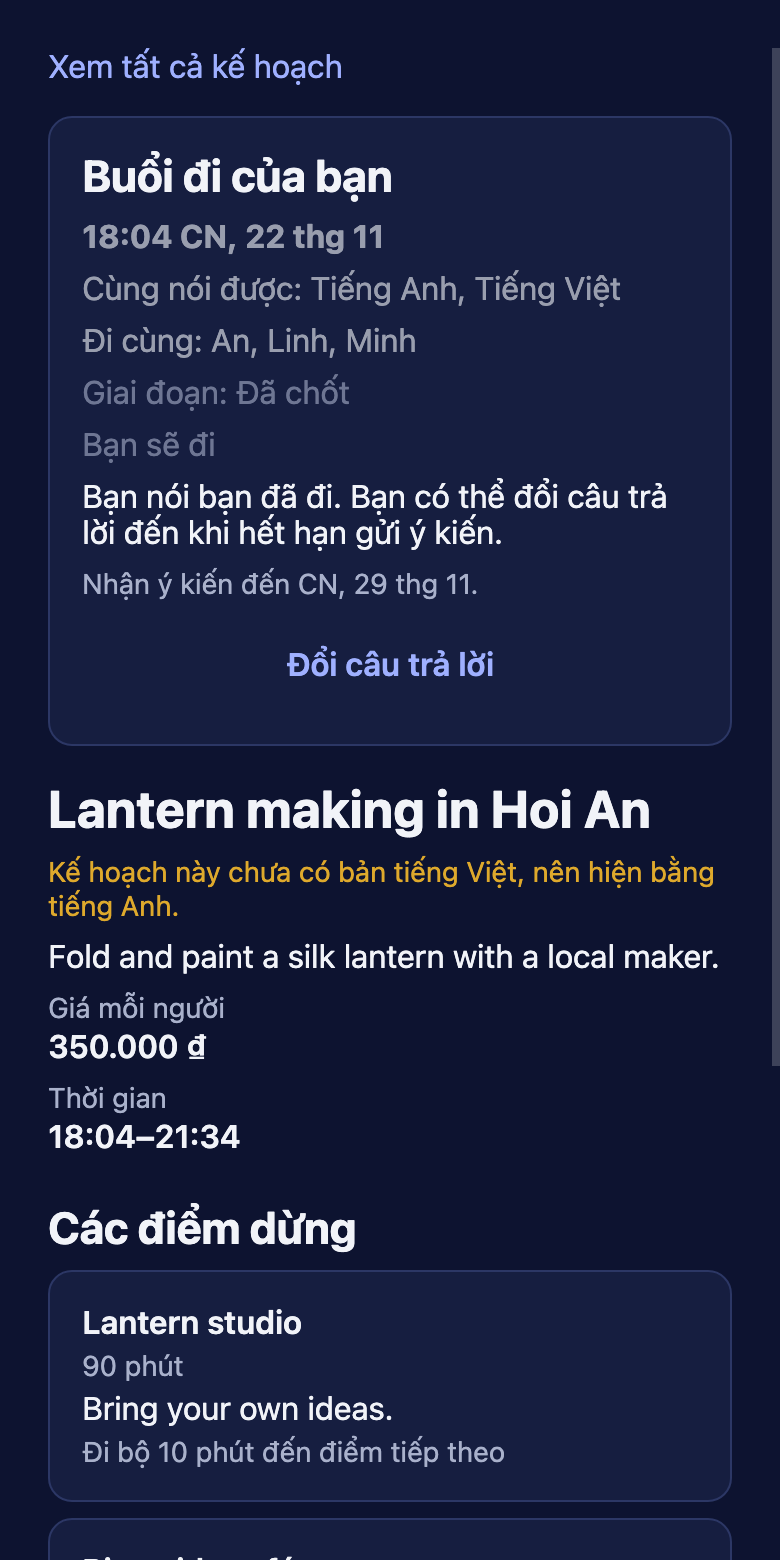 Xem tất cả kế hoạch
Buổi đi của bạn
18:04 CN, 22 thg 11
Cùng nói được: Tiếng Anh, Tiếng Việt
Đi cùng: An, Linh, Minh
Giai đoạn: Đã chốt
Bạn sẽ đi
Bạn nói bạn đã đi. Bạn có thể đổi câu trả
lời đến khi hết hạn gửi ý kiến.
Nhận ý kiến đến CN, 29 thg 11.
Đổi câu trả lời
Lantern making in Hoi An
Kế hoạch này chưa có bản tiếng Việt, nên hiện bằng
tiếng Anh.
Fold and paint a silk lantern with a local maker.
Giá mỗi người
350.000 ₫
Thời gian
18:04–21:34
Các điểm dừng
Lantern studio
90 phút
Bring your own ideas.
Đi bộ 10 phút đến điểm tiếp theo